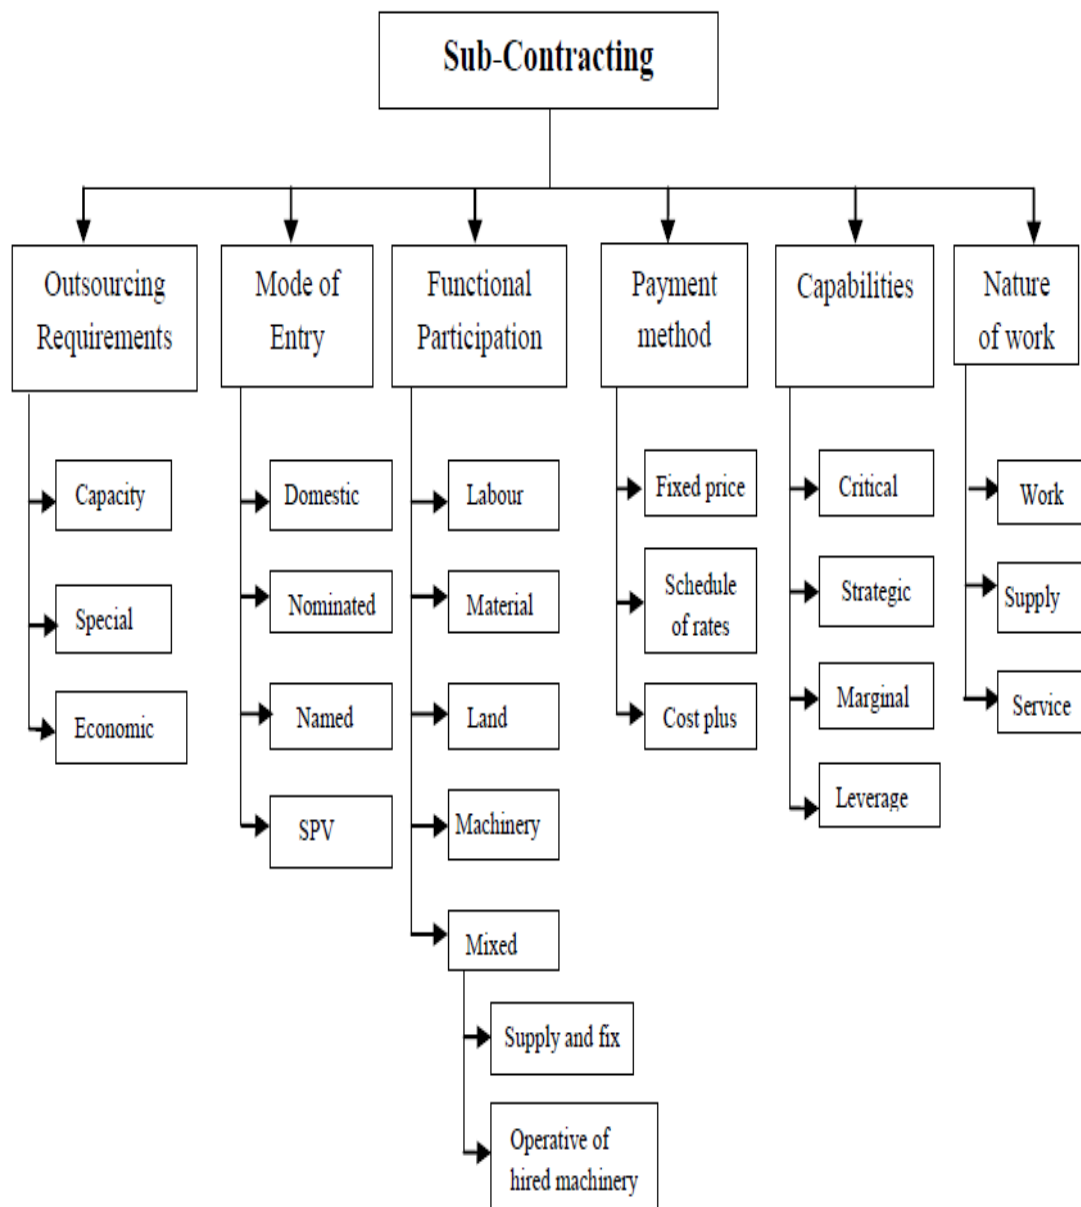 Sub-Contracting
Outsourcing
Requirements
Capacity
Special
Economic
Mode of
Entry
Domestic
Nominated
Named
SPV
Functional
Participation
Labour
Material
Land
Machinery
Mixed
Supply and fix
Operative of
hired machinery
Payment
method
Fixed price
Schedule
of rates
Cost plus
Capabilities
Critical
Strategic
Marginal
Leverage
Nature
of work
Work
Supply
Service